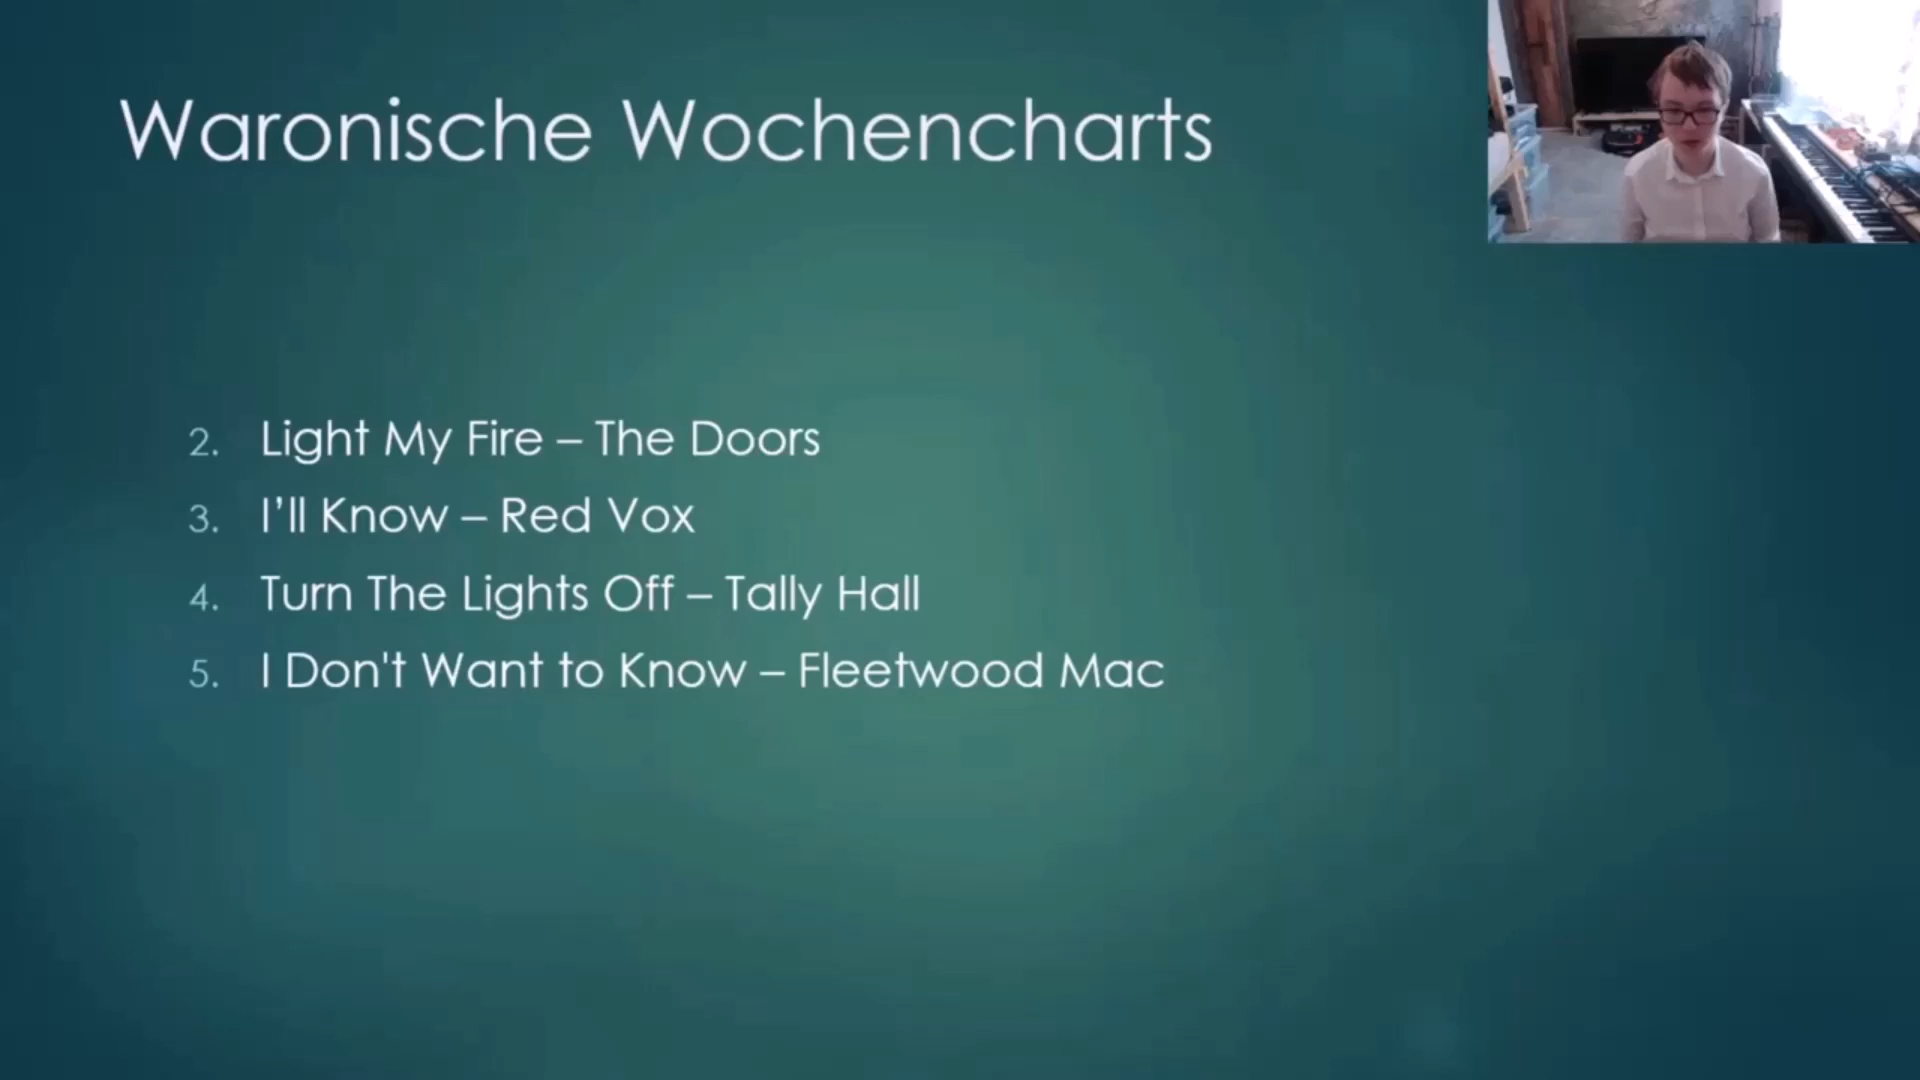 Waronische Wochencharts
2. Light My Fire – The Doors
3. I’ll Know – Red Vox
4. Turn The Lights Off – Tally Hall
5. I Don't Want to Know – Fleetwood Mac